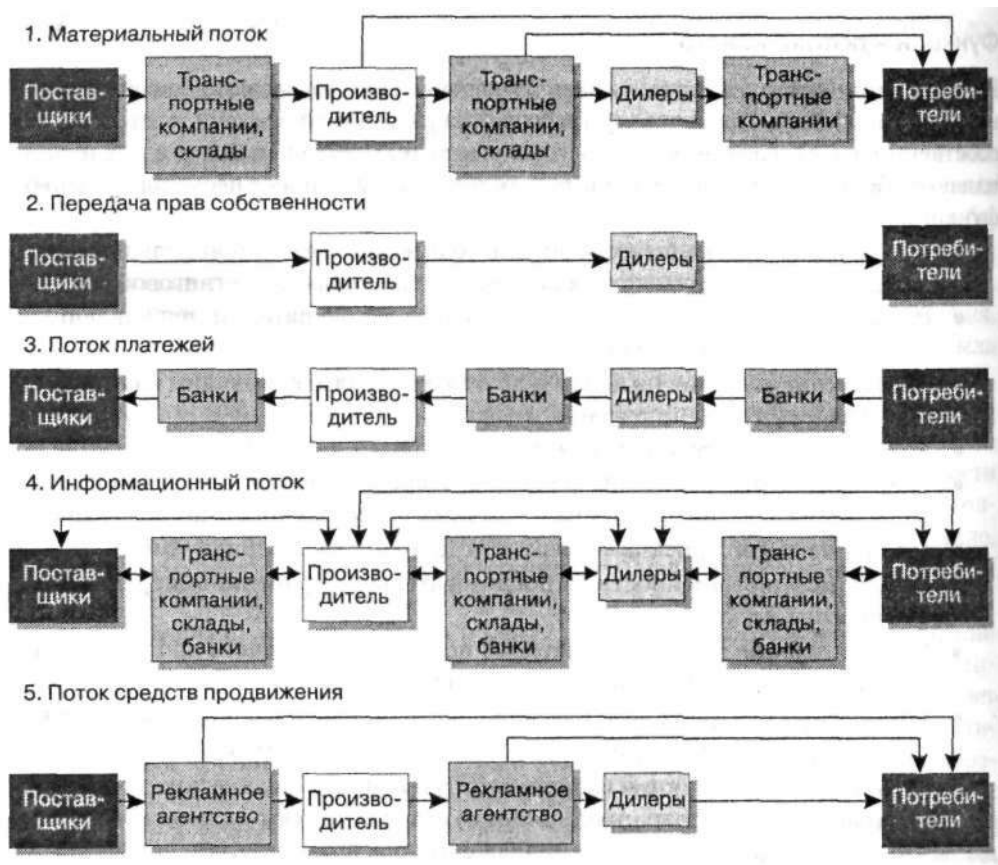 1. Материальный поток
Постав-
щики
Транс-
портные
компании,
склады
Произво-
дитель
Транс-
портные
компании,
склады
Дилеры
Транс-
портные
компании
Потреби-
тели
2. Передача прав собственности
Постав-
щики
Произво-
дитель
Дилеры
Потреби-
тели
3. Поток платежей
Постав-
щики
Банки
Произво-
дитель
Банки
Дилеры
Банки
Потреби-
тели
4. Информационный поток
Постав-
щики
Транс-
портные
компании,
склады,
банки
Произво-
дитель
Транс-
портные
компании,
склады,
банки
Дилеры
Транс-
портные
компании,
склады,
банки
Потреби-
тели
5. Поток средств продвижения
Постав-
щики
Рекламное
агентство
Произво-
дитель
Рекламное
агентство
Дилеры
Потреби-
тели